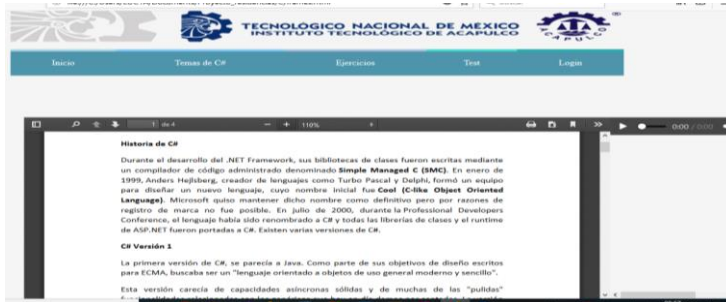 TECNOLÓGICO NACIONAL DE MÉXICO
INSTITUTO TECNOLÓGICO DE ACAPULCO
ACAPULCO
Inicio Temas de C# Ejercicios Test Login
1 de 4 110% 0:00 / 0:00
Historia de C#
Durante el desarrollo del .NET Framework, sus bibliotecas de clases fueron escritas mediante
un compilador de código administrado denominado Simple Managed C (SMC). En enero de
1999, Anders Hejlsberg, creador de lenguajes como Turbo Pascal y Delphi, formó un equipo
para diseñar un nuevo lenguaje, cuyo nombre inicial fue Cool (C-like Object Oriented
Language). Microsoft quiso mantener dicho nombre como definitivo pero por razones de
registro de marca no fue posible. En julio de 2000, durante la Professional Developers
Conference, el lenguaje había sido renombrado a C# y todas las librerías de clases y el runtime
de ASP.NET fueron portadas a C#. Existen varias versiones de C#.
C# Versión 1
La primera versión de C#, se parecía a Java. Como parte de sus objetivos de diseño escritos
para ECMA, buscaba ser un "lenguaje orientado a objetos de uso general moderno y sencillo".
Esta versión carecía de capacidades asíncronas sólidas y de muchas de las "pulidas"